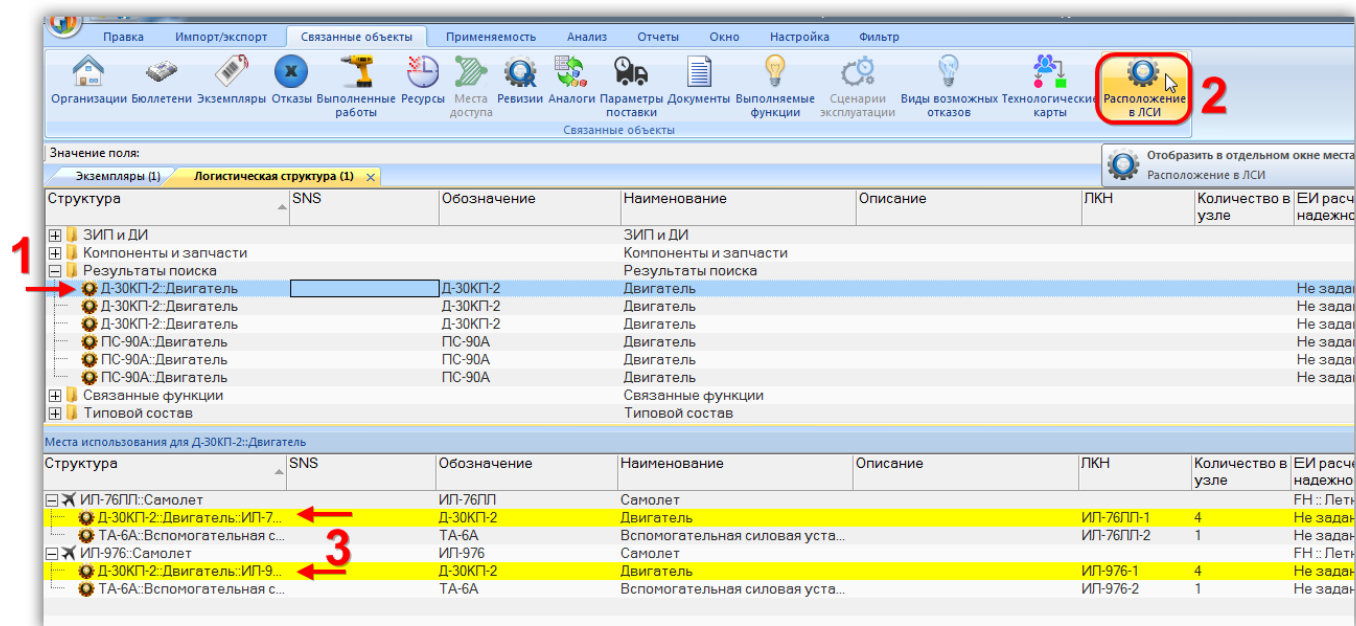 Правка Импорт/экспорт Связанные объекты Применяемость Анализ Отчеты Окно Настройка Фильтр
Организации Бюллетени Экземпляры Отказы Выполненные Ресурсы Места Ревизии Аналоги Параметры Документы Выполняемые Сценарии Виды возможных Технологические Расположение
работы доступа поставки функции эксплуатации отказов карты в ЛСИ
2
Связанные объекты
Значение поля:
Отобразить в отдельном окне места
Расположение в ЛСИ
Экземпляры (1) Логистическая структура (1) x
Структура SNS Обозначение Наименование Описание ЛКН Количество в ЕИ расч
узле надежно
ЗИП и ДИ ЗИП и ДИ
1
Компоненты и запчасти Компоненты и запчасти
Результаты поиска Результаты поиска
Д-30КП-2::Двигатель Д-30КП-2 Двигатель Не задан
Д-30КП-2::Двигатель Д-30КП-2 Двигатель Не задан
Д-30КП-2::Двигатель Д-30КП-2 Двигатель Не задан
ПС-90А::Двигатель ПС-90А Двигатель Не задан
ПС-90А::Двигатель ПС-90А Двигатель Не задан
ПС-90А::Двигатель ПС-90А Двигатель Не задан
Связанные функции Связанные функции
Типовой состав Типовой состав
Места использования для Д-30КП-2::Двигатель
Структура SNS Обозначение Наименование Описание ЛКН Количество в ЕИ расче
узле надежно
ИЛ-76ПП::Самолет ИЛ-76ПП Самолет FH :: Летн
Д-30КП-2::Двигатель::ИЛ-7... Д-30КП-2 Двигатель ИЛ-76ПП-1 4 Не задан
3
ТА-6А::Вспомогательная с... ТА-6А Вспомогательная силовая уста... ИЛ-76ПП-2 1 Не задан
ИЛ-976::Самолет ИЛ-976 Самолет FH :: Летн
Д-30КП-2::Двигатель::ИЛ-9... Д-30КП-2 Двигатель ИЛ-976-1 4 Не задан
ТА-6А::Вспомогательная с... ТА-6А Вспомогательная силовая уста... ИЛ-976-2 1 Не задан